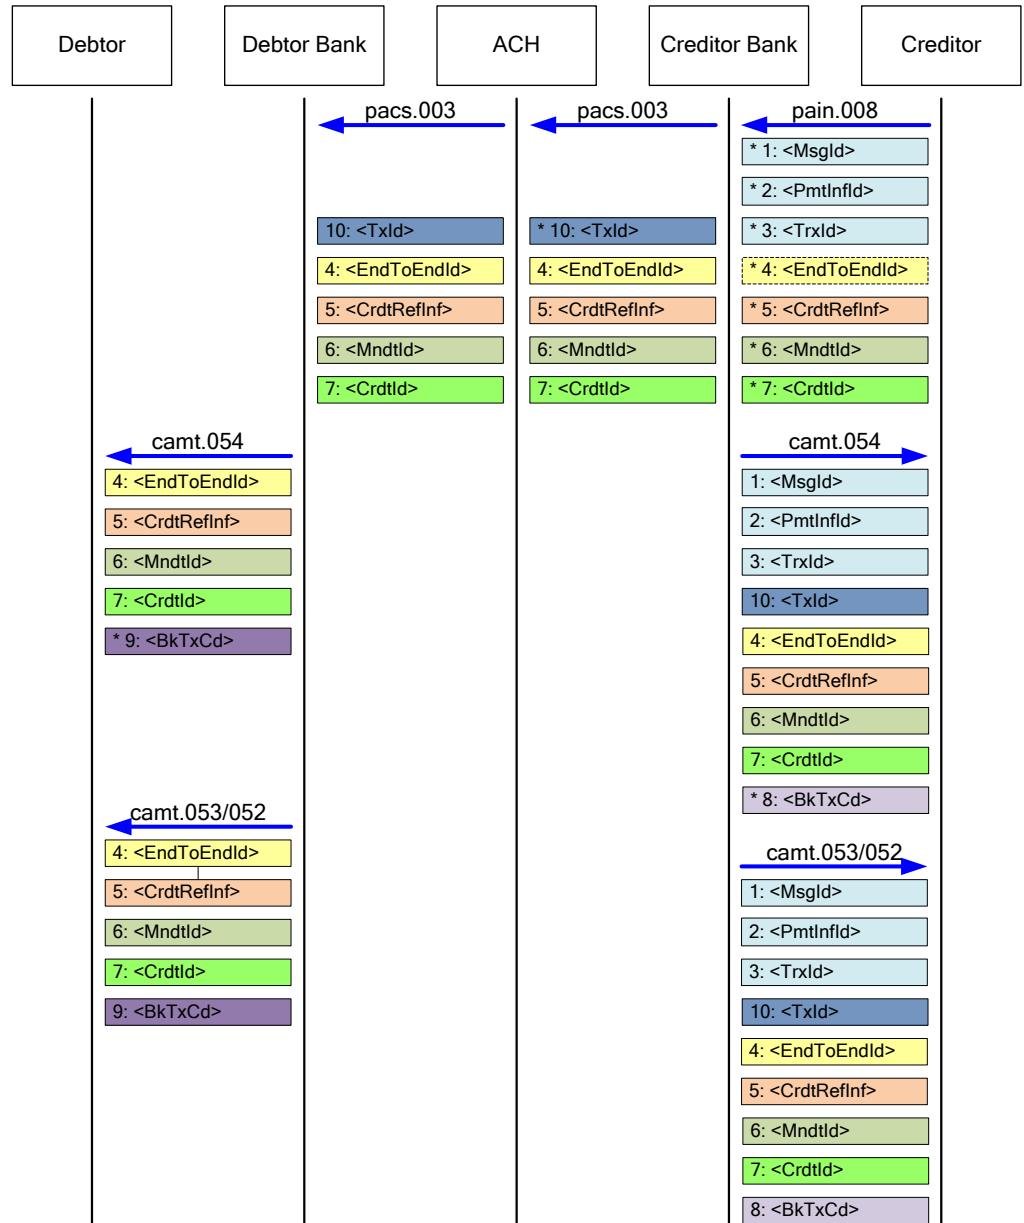 Debtor
Debtor Bank
ACH
Creditor Bank
Creditor
pacs.003
pacs.003
pain.008
* 1: <MsgId>
* 2: <PmtInfId>
10: <TxId>
* 10: <TxId>
* 3: <TrxId>
4: <EndToEndId>
4: <EndToEndId>
* 4: <EndToEndId>
5: <CrdtRefInf>
5: <CrdtRefInf>
* 5: <CrdtRefInf>
6: <MndtId>
6: <MndtId>
* 6: <MndtId>
7: <CrdtId>
7: <CrdtId>
* 7: <CrdtId>
camt.054
camt.054
4: <EndToEndId>
1: <MsgId>
5: <CrdtRefInf>
2: <PmtInfId>
6: <MndtId>
3: <TrxId>
7: <CrdtId>
10: <TxId>
* 9: <BkTxCd>
4: <EndToEndId>
5: <CrdtRefInf>
6: <MndtId>
7: <CrdtId>
* 8: <BkTxCd>
camt.053/052
4: <EndToEndId>
camt.053/052
5: <CrdtRefInf>
1: <MsgId>
6: <MndtId>
2: <PmtInfId>
7: <CrdtId>
3: <TrxId>
9: <BkTxCd>
10: <TxId>
4: <EndToEndId>
5: <CrdtRefInf>
6: <MndtId>
7: <CrdtId>
8: <BkTxCd>